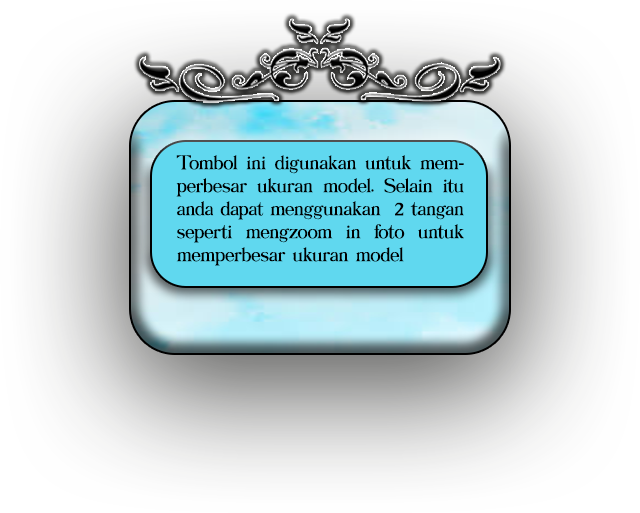 Tombol ini digunakan untuk mem-
perbesar ukuran model. Selain itu
anda dapat menggunakan 2 tangan
seperti mengzoom in foto untuk
memperbesar ukuran model